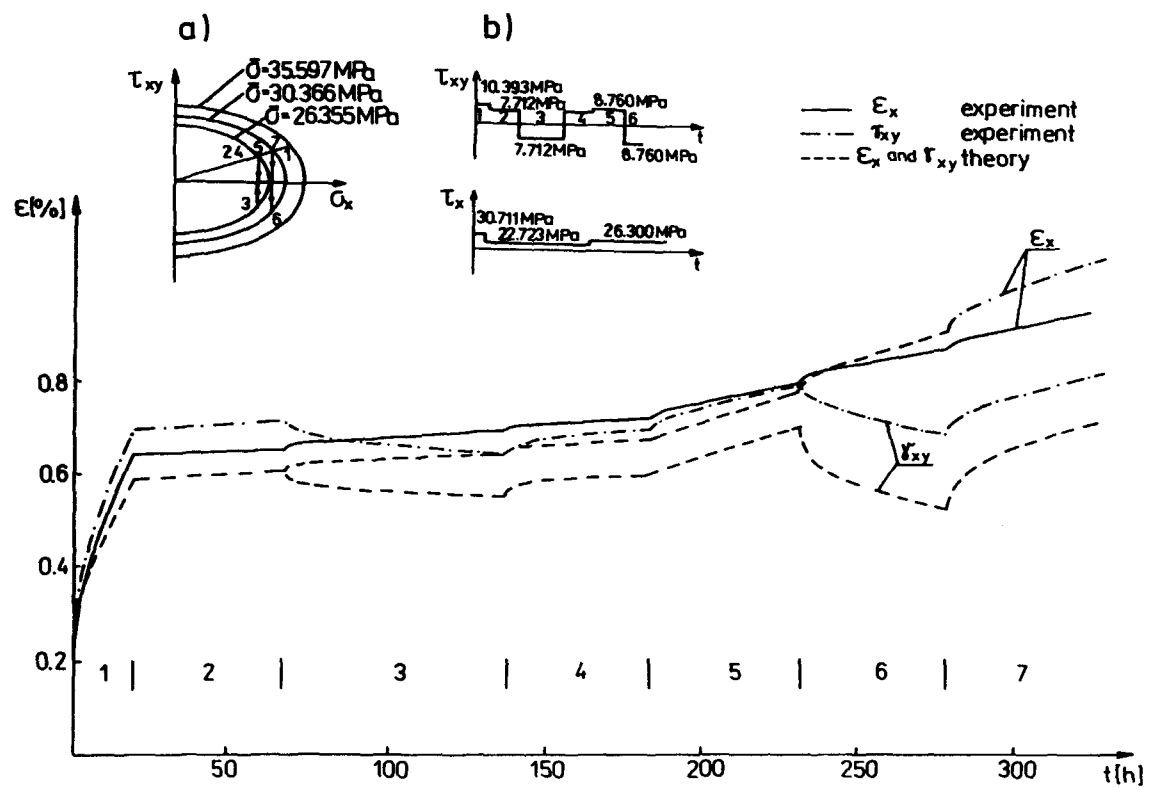 a)
τxy
σ̄=35.597MPa
σ̄=30.366MPa
σ̄=26.355MPa
24 5 7 1
3
6
σx
b)
τxy
10.393MPa
7.712MPa 8.760MPa
1 2 3 4 5 6
t
7.712MPa
8.760MPa
τx
30.711MPa
22.723MPa 26.300MPa
t
εx experiment
γxy experiment
εx and γxy theory
ε[%]
εx
0.8
0.6
γxy
0.4
0.2
1 2 3 4 5 6 7
50 100 150 200 250 300 t[h]